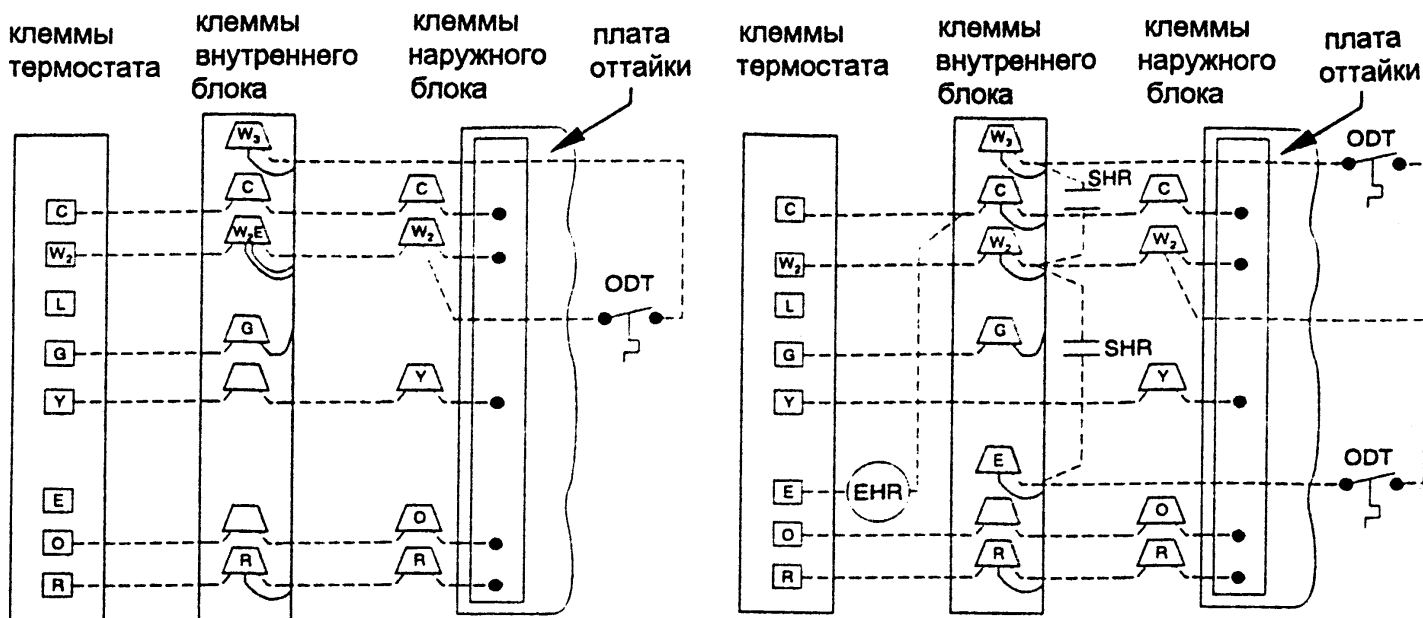 клеммы
термостата
клеммы
внутреннего
блока
клеммы
наружного
блока
плата
оттайки
W3
C
C
C
W2
W2E
W2
L
ODT
G
G
Y
Y
E
O
O
R
R
R
клеммы
термостата
клеммы
внутреннего
блока
клеммы
наружного
блока
плата
оттайки
W3
ODT
SHR
C
C
C
W2
W2
W2
L
G
G
SHR
Y
Y
E
ODT
E
EHR
O
O
R
R
R